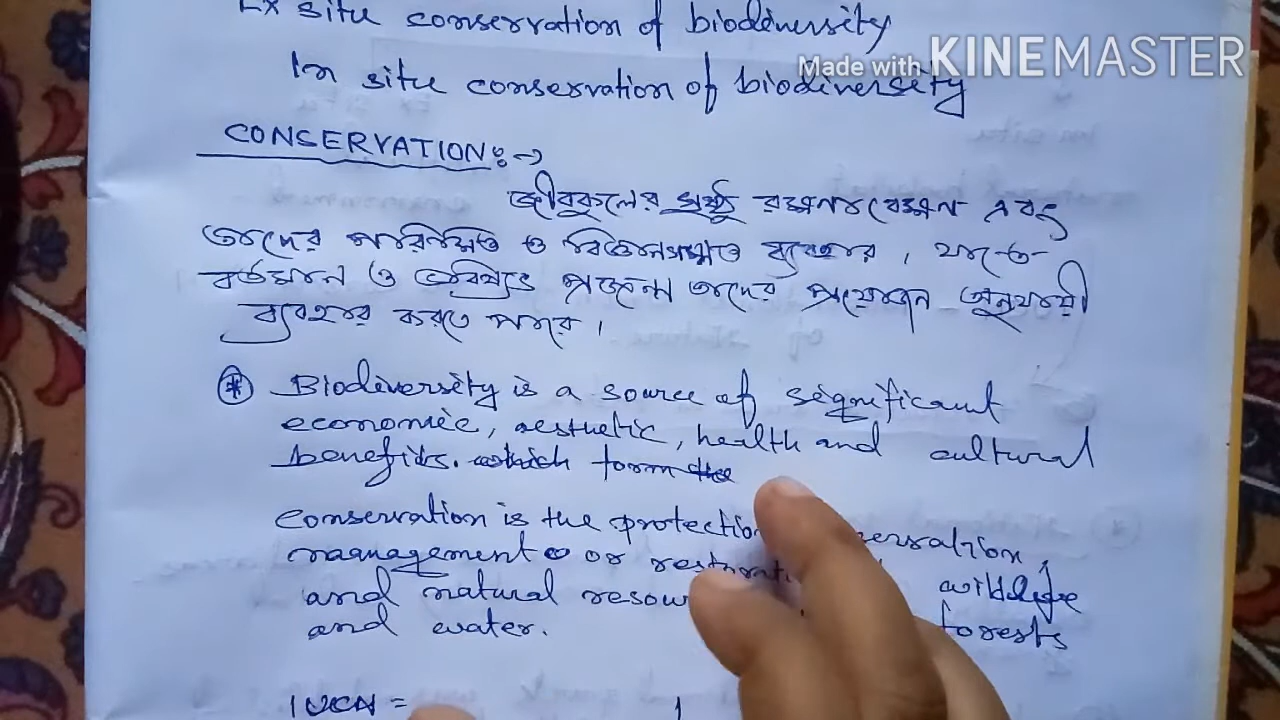 Ex situ conservation of biodiversity
In situ conservation of biodiversity
Made with KINEMASTER
CONSERVATION:→
জীবকুলের সুষ্ঠু রক্ষণাবেক্ষণ এবং
তাদের পরিমিত ও বিজ্ঞানসম্মত ব্যবহার। যাতে
বর্তমান ও ভবিষ্যৎ প্রজন্ম তাদের প্রয়োজন অনুযায়ী
ব্যবহার করতে পারে।
* Biodiversity is a source of significant
economic, aesthetic, health and cultural
benefits. which form the
Conservation is the protection
management or wildlife
and natural forests
and water.
IUCN =